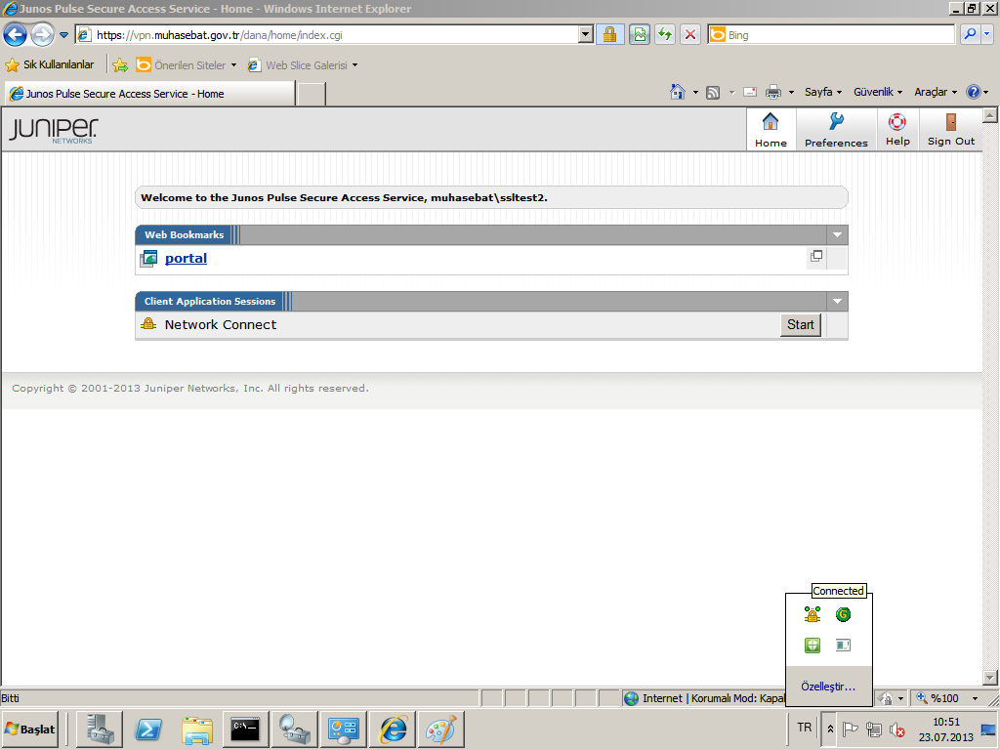 Junos Pulse Secure Access Service - Home - Windows Internet Explorer
https://vpn.muhasebat.gov.tr/dana/home/index.cgi
Bing
Sık Kullanılanlar
Önerilen Siteler
Web Slice Galerisi
Junos Pulse Secure Access Service - Home
Sayfa
Güvenlik
Araçlar
JUNIPER
NETWORKS
Home
Preferences
Help
Sign Out
Welcome to the Junos Pulse Secure Access Service, muhasebat\ssltest2.
Web Bookmarks
portal
Client Application Sessions
Network Connect
Start
Copyright © 2001-2013 Juniper Networks, Inc. All rights reserved.
Connected
G
Özelleştir...
Bitti
Internet | Korumalı Mod: Kapal
%100
Başlat
C:\_
TR
10:51
23.07.2013